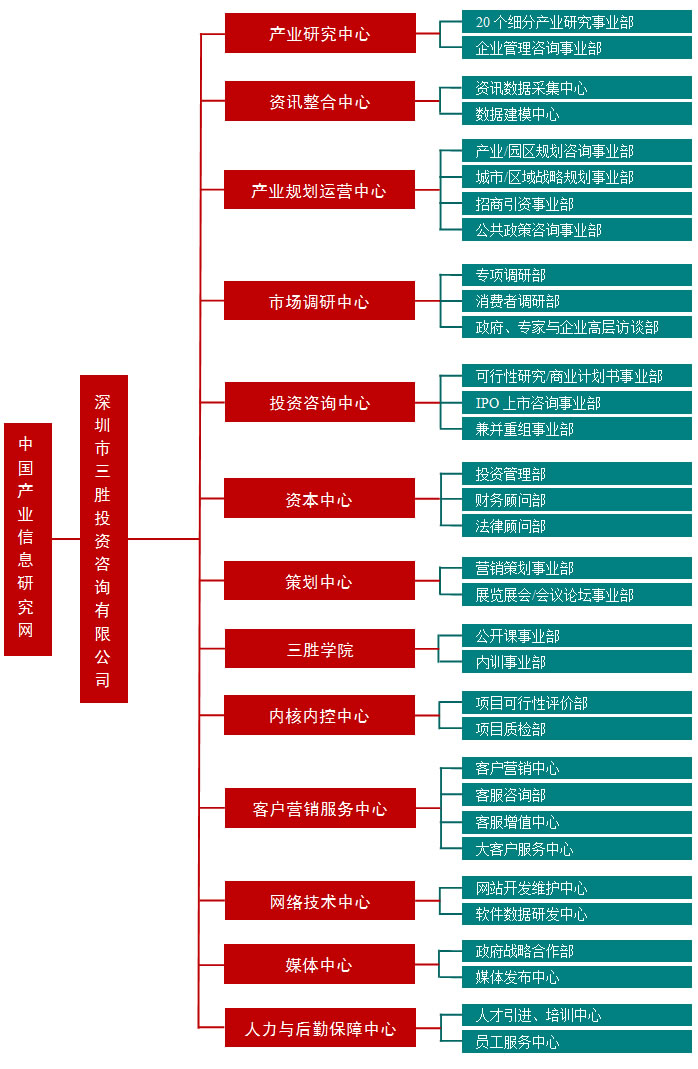 中国产业信息研究网
深圳市三胜投资咨询有限公司
产业研究中心
20个细分产业研究事业部
企业管理咨询事业部
资讯整合中心
资讯数据采集中心
数据建模中心
产业规划运营中心
产业/园区规划咨询事业部
城市/区域战略规划事业部
招商引资事业部
公共政策咨询事业部
市场调研中心
专项调研部
消费者调研部
政府、专家与企业高层访谈部
投资咨询中心
可行性研究/商业计划书事业部
IPO上市咨询事业部
兼并重组事业部
资本中心
投资管理部
财务顾问部
法律顾问部
策划中心
营销策划事业部
展览展会/会议论坛事业部
三胜学院
公开课事业部
内训事业部
内核内控中心
项目可行性评价部
项目质检部
客户营销服务中心
客户营销中心
客服咨询部
客服增值中心
大客户服务中心
网络技术中心
网站开发维护中心
软件数据研发中心
媒体中心
政府战略合作部
媒体发布中心
人力与后勤保障中心
人才引进、培训中心
员工服务中心